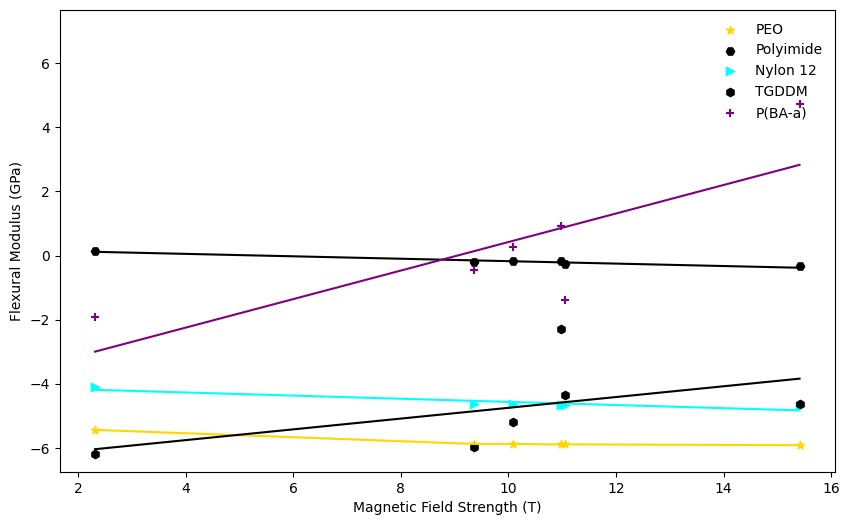 PEO
Polyimide
Nylon 12
TGDDM
P(BA-a)
6
4
2
0
−2
−4
−6
Flexural Modulus (GPa)
2 4 6 8 10 12 14 16
Magnetic Field Strength (T)